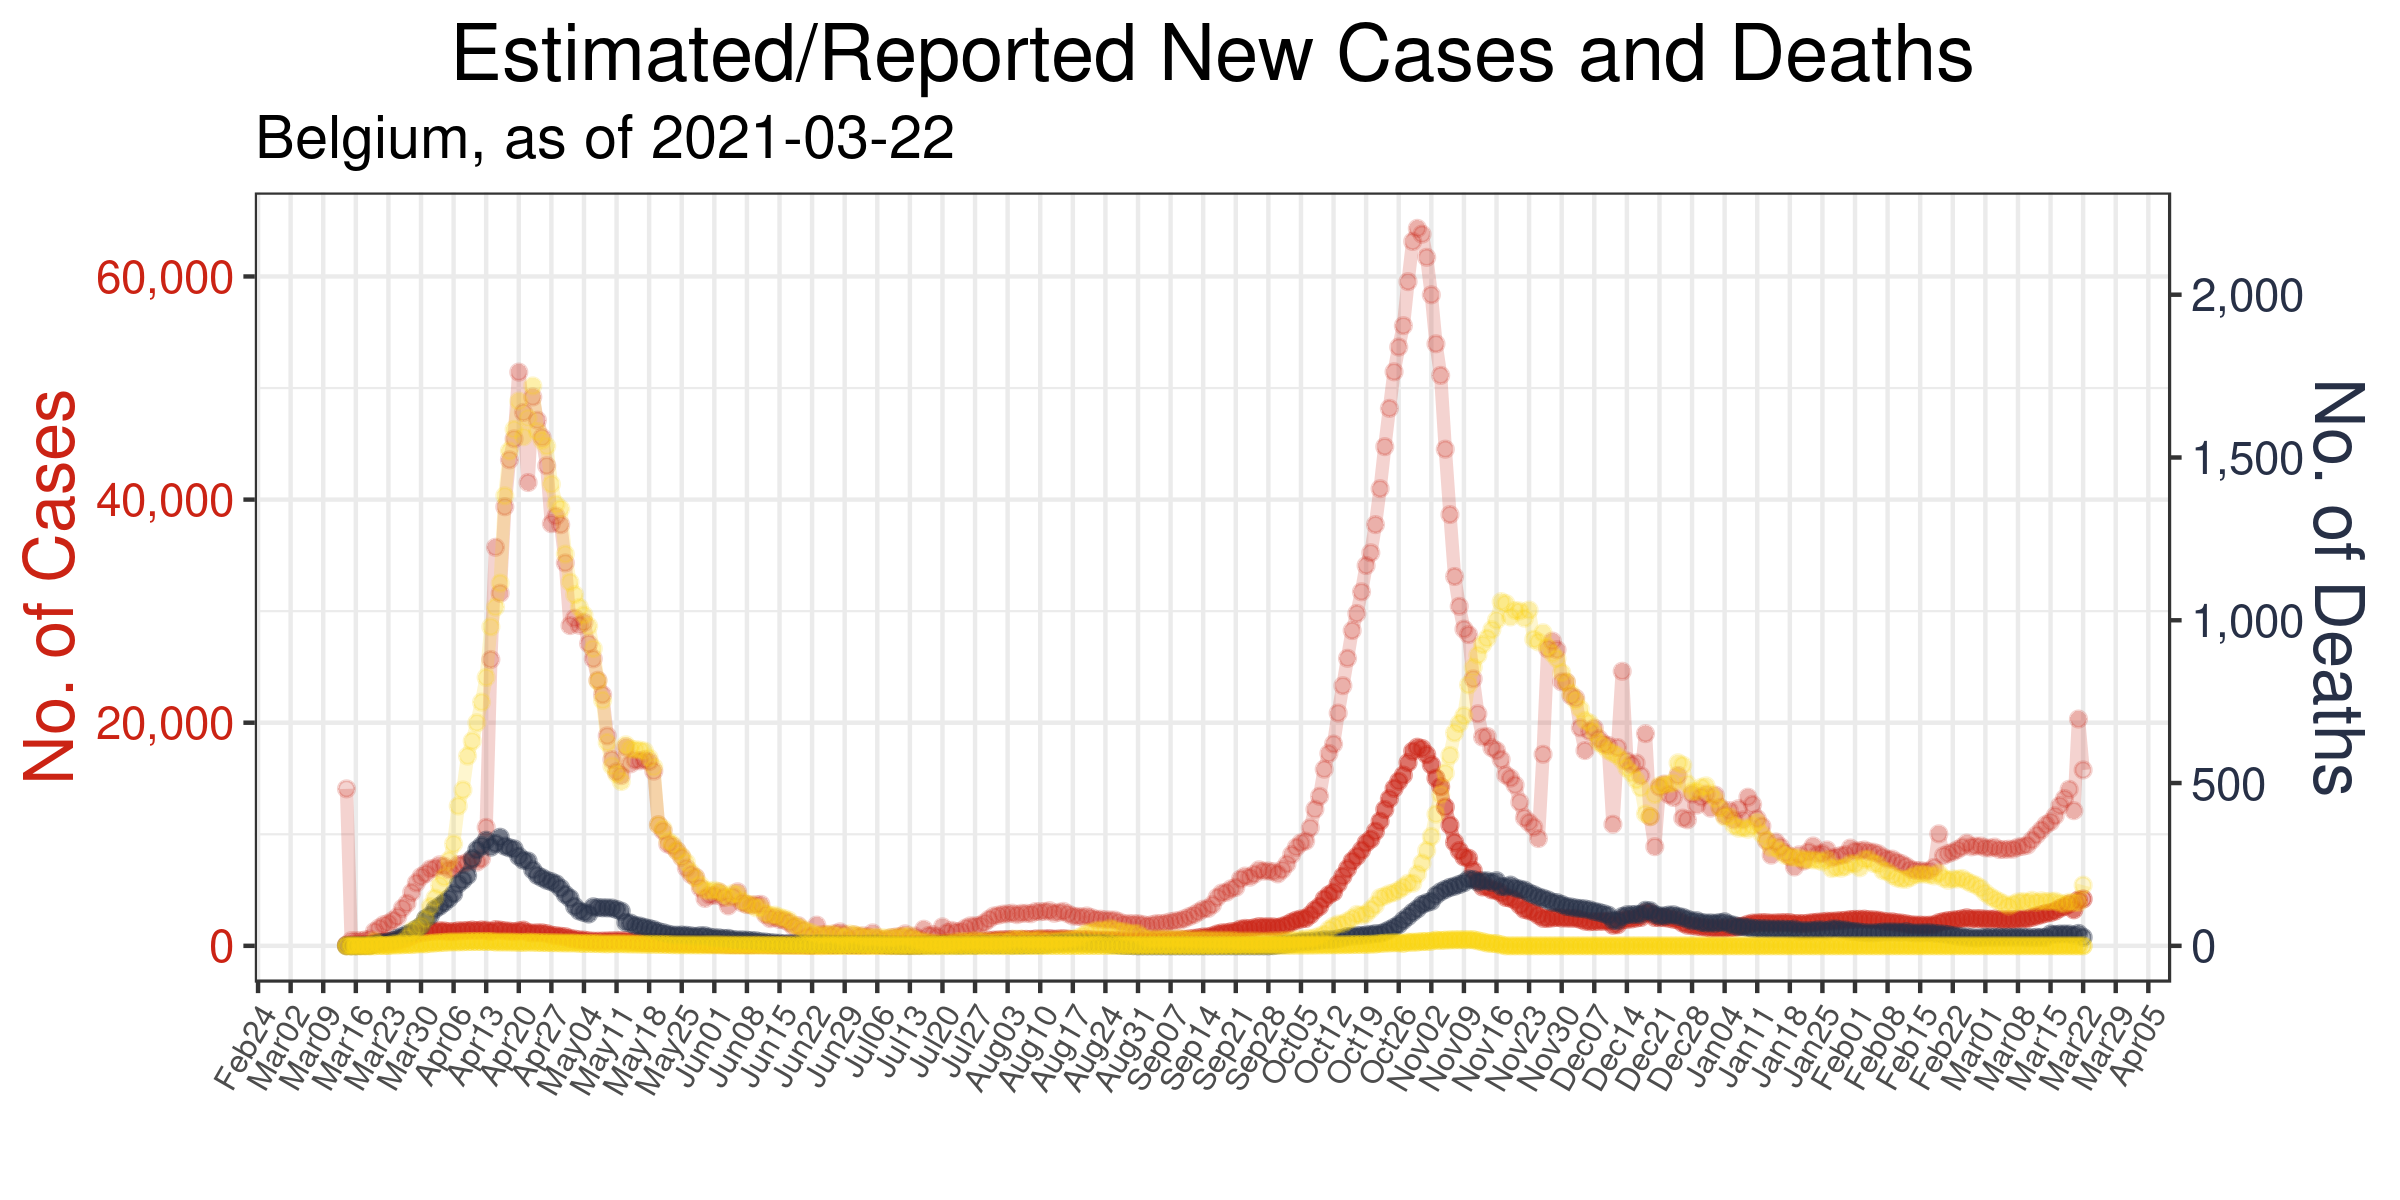 Estimated/Reported New Cases and Deaths
Belgium, as of 2021-03-22
No. of Cases
60,000
40,000
20,000
0
No. of Deaths
2,000
1,500
1,000
500
0
Feb24
Mar02
Mar09
Mar16
Mar23
Mar30
Apr06
Apr13
Apr20
Apr27
May04
May11
May18
May25
Jun01
Jun08
Jun15
Jun22
Jun29
Jul06
Jul13
Jul20
Jul27
Aug03
Aug10
Aug17
Aug24
Aug31
Sep07
Sep14
Sep21
Sep28
Oct05
Oct12
Oct19
Oct26
Nov02
Nov09
Nov16
Nov23
Nov30
Dec07
Dec14
Dec21
Dec28
Jan04
Jan11
Jan18
Jan25
Feb01
Feb08
Feb15
Feb22
Mar01
Mar08
Mar15
Mar22
Mar29
Apr05